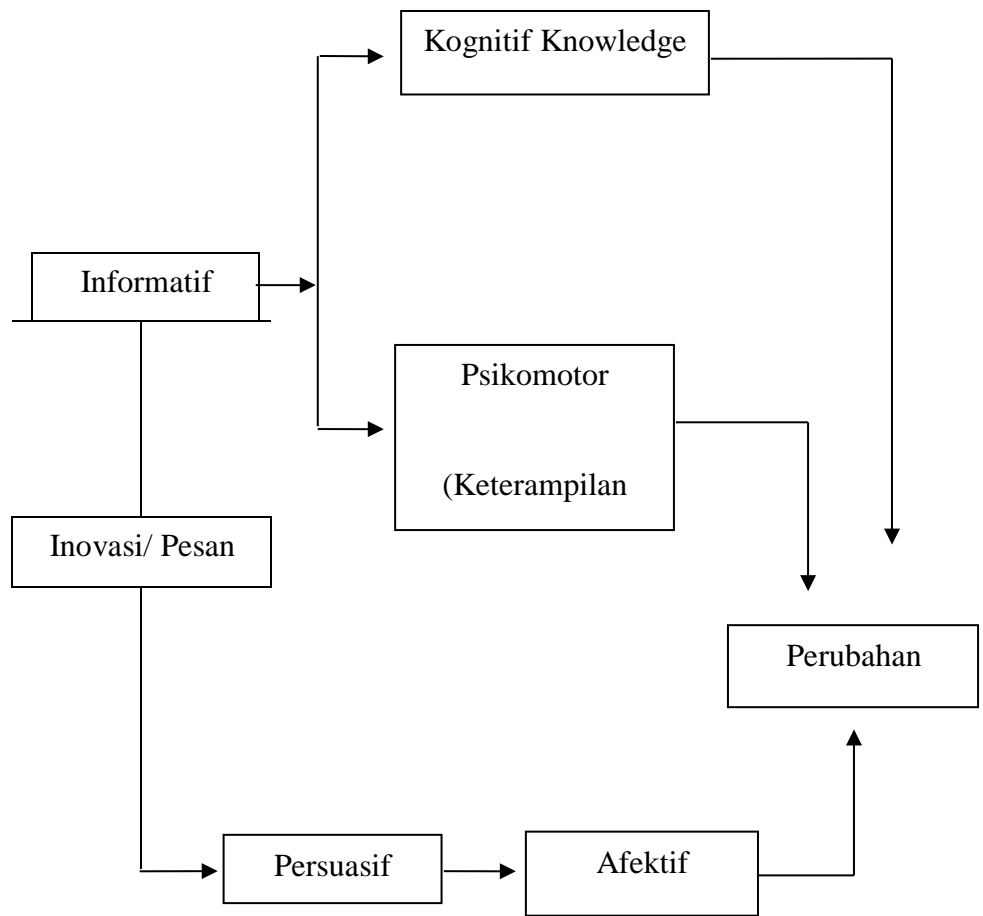 Kognitif Knowledge
Informatif
Psikomotor
(Keterampilan
Inovasi/ Pesan
Perubahan
Persuasif
Afektif